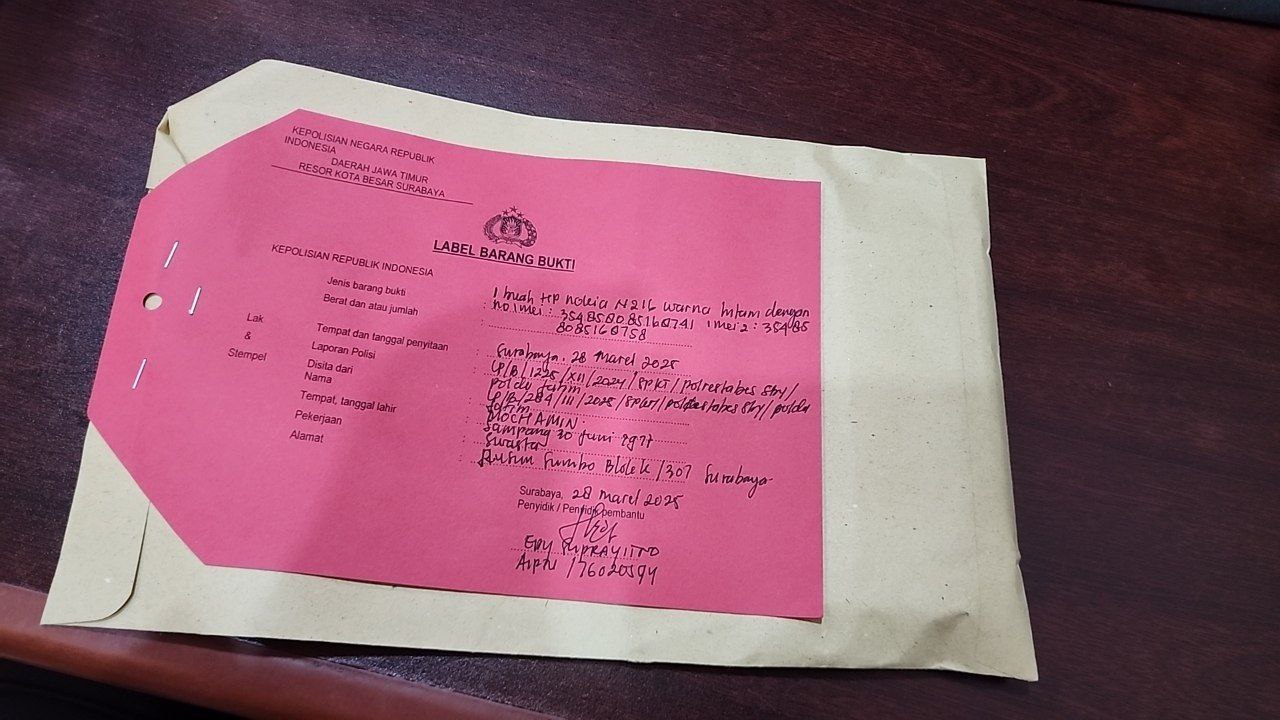 KEPOLISIAN NEGARA REPUBLIK
INDONESIA
DAERAH JAWA TIMUR
RESOR KOTA BESAR SURABAYA
LABEL BARANG BUKTI
KEPOLISIAN REPUBLIK INDONESIA
Lak
&
Stempel
Jenis barang bukti : 1 buah HP nokia N216 warna hitam dengan
Berat dan atau jumlah no imei : 354858085160741 imei 2 : 35485
: 8085160758
Tempat dan tanggal penyitaan : Surabaya, 28 Maret 2025
Laporan Polisi : LP/B/1225/XII/2024/SPKT/polrestabes Sby/
polda Jatim
Disita dari : LP/B/284/III/2025/SPKT/polrestabes Sby/polda
Jatim
Nama : MOCH AMIN
Tempat, tanggal lahir : Sampang 30 Juni 1977
Pekerjaan : Swasta
Alamat : Rusun Sumbo Blok /307 Surabaya
Surabaya, 28 Maret 2025
Penyidik / Penyidik pembantu
EDY SUPRAYITNO
Aiptu /76020594